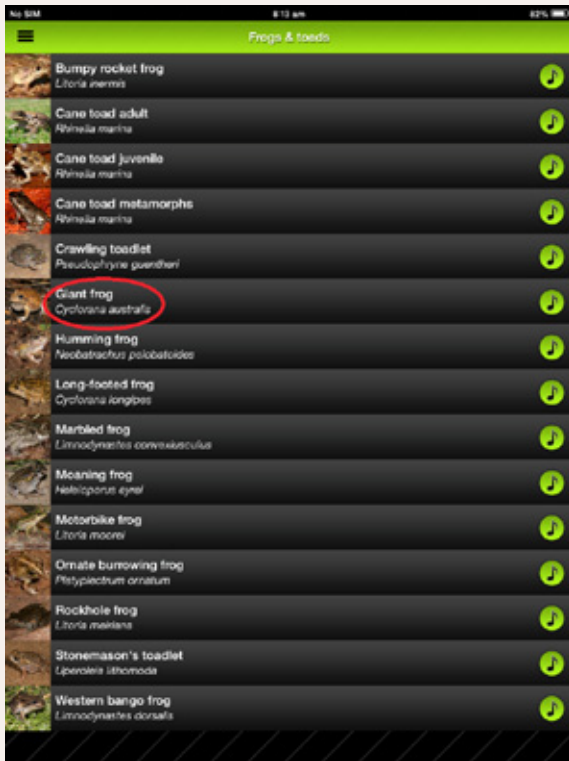 No SIM
8:13 am
82%
Frogs & toads
Bumpy rocket frog
Litoria inermis
Cane toad adult
Rhinella marina
Cane toad juvenile
Rhinella marina
Cane toad metamorphs
Rhinella marina
Crawling toadlet
Pseudophryne guentheri
Giant frog
Cyclorana australis
Humming frog
Neobatrachus pelobatoides
Long-footed frog
Cyclorana longipes
Marbled frog
Limnodynastes convexiusculus
Moaning frog
Heleioporus eyrei
Motorbike frog
Litoria moorei
Ornate burrowing frog
Platyplectrum ornatum
Rockhole frog
Litoria meiriana
Stonemason's toadlet
Uperoleia lithomoda
Western bango frog
Limnodynastes dorsalis